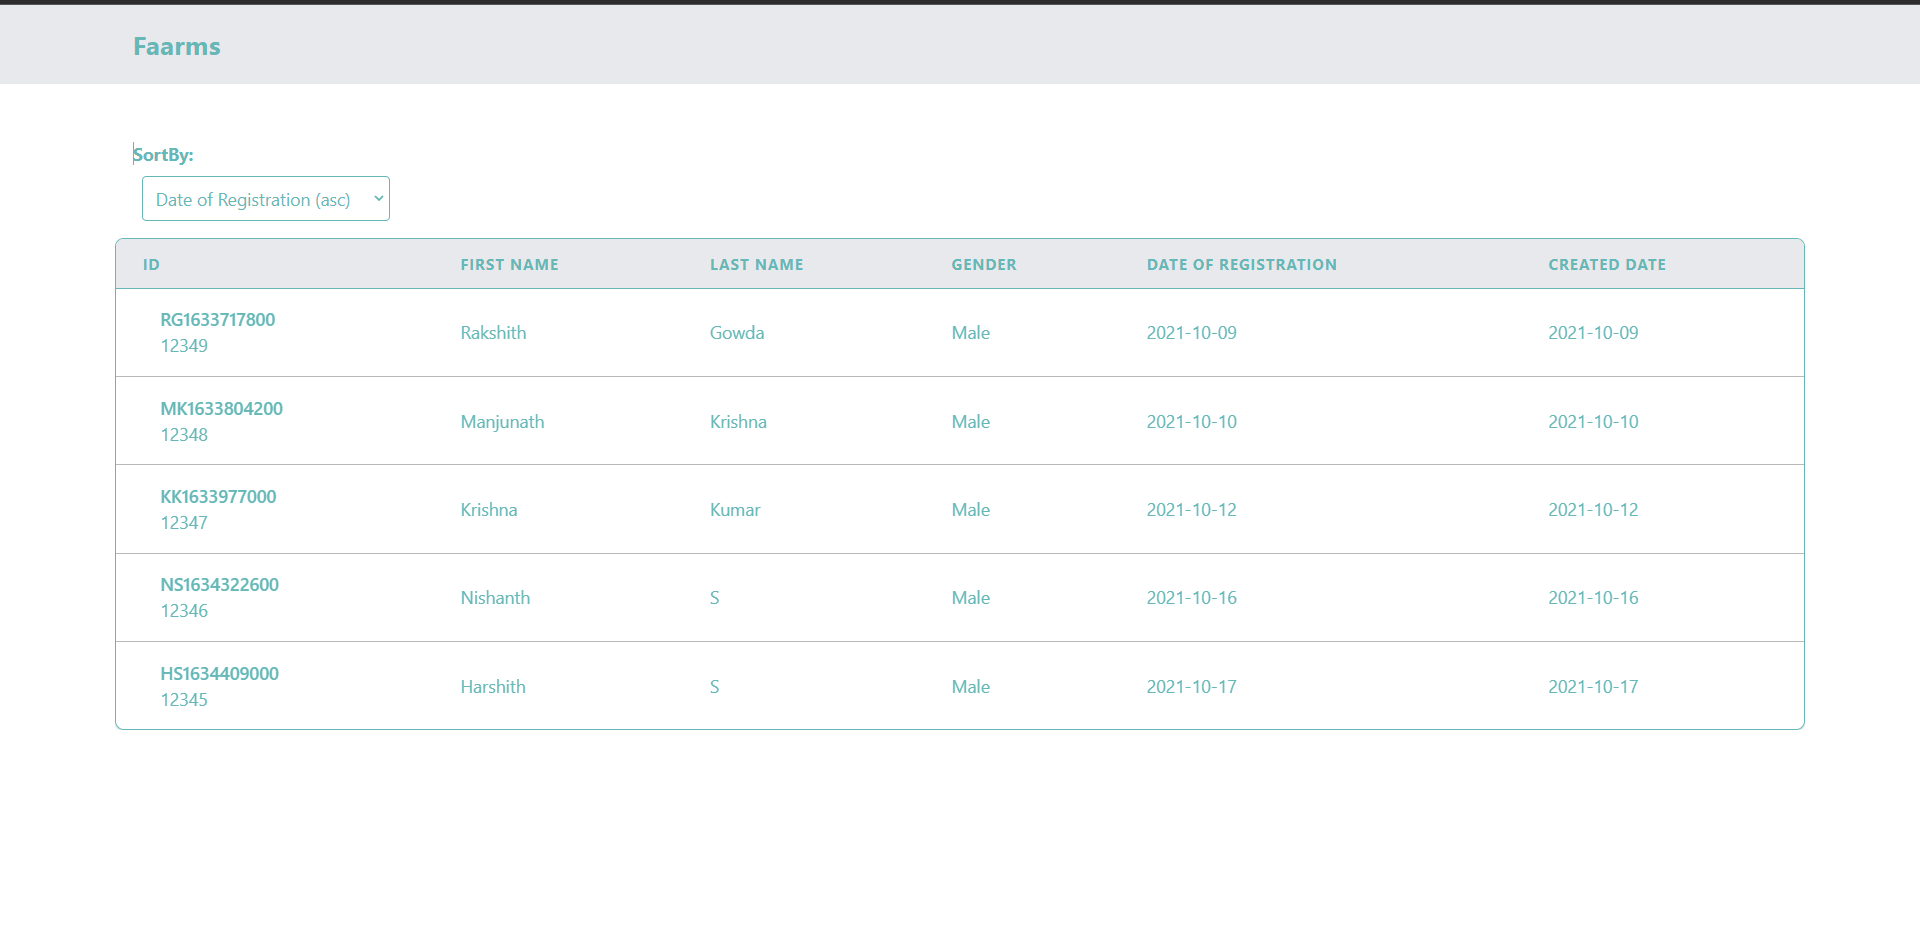 Faarms
SortBy:
Date of Registration (asc)
ID FIRST NAME LAST NAME GENDER DATE OF REGISTRATION CREATED DATE
RG1633717800
12349 Rakshith Gowda Male 2021-10-09 2021-10-09
MK1633804200
12348 Manjunath Krishna Male 2021-10-10 2021-10-10
KK1633977000
12347 Krishna Kumar Male 2021-10-12 2021-10-12
NS1634322600
12346 Nishanth S Male 2021-10-16 2021-10-16
HS1634409000
12345 Harshith S Male 2021-10-17 2021-10-17